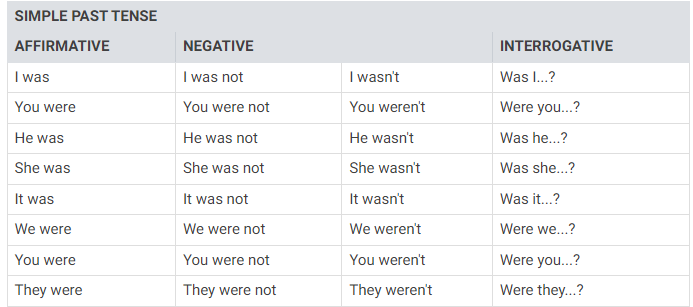 SIMPLE PAST TENSE
AFFIRMATIVE NEGATIVE INTERROGATIVE
I was I was not I wasn't Was I...?
You were You were not You weren't Were you...?
He was He was not He wasn't Was he...?
She was She was not She wasn't Was she...?
It was It was not It wasn't Was it...?
We were We were not We weren't Were we...?
You were You were not You weren't Were you...?
They were They were not They weren't Were they...?